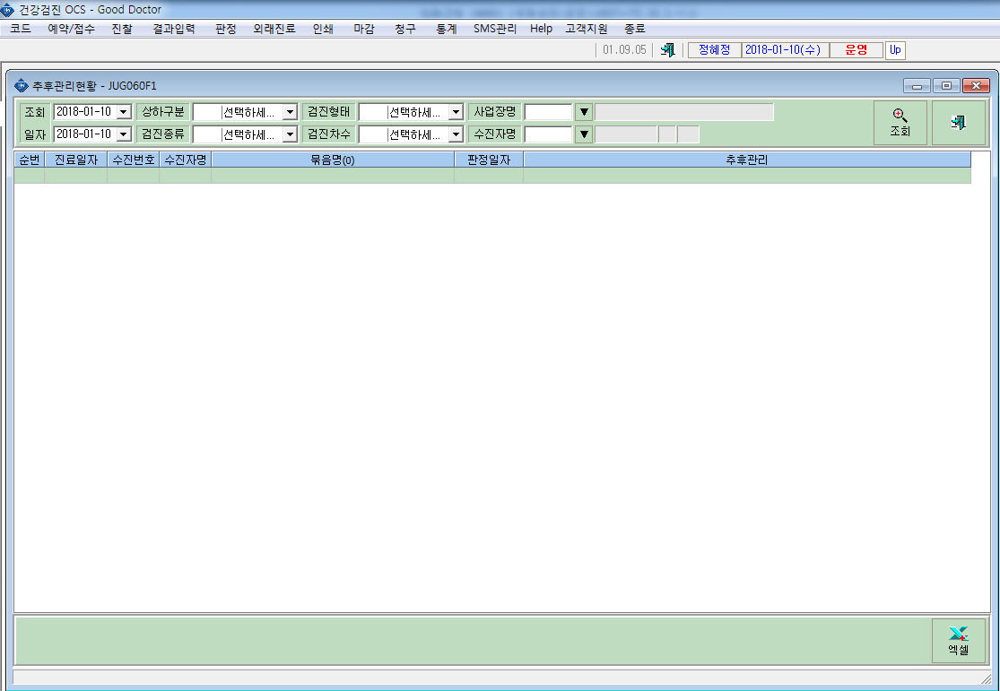 건강검진 OCS - Good Doctor
코드 예약/접수 진찰 결과입력 판정 외래진료 인쇄 마감 청구 통계 SMS관리 Help 고객지원 종료
01.09.05 정혜정 2018-01-10(수) 운영 Up
추후관리현황 - JUG060F1
조회 2018-01-10 상하구분 선택하세... 검진형태 선택하세... 사업장명
일자 2018-01-10 검진종류 선택하세... 검진차수 선택하세... 수진자명
조회
순번 진료일자 수진번호 수진자명 묶음명(0) 판정일자 추후관리
엑셀